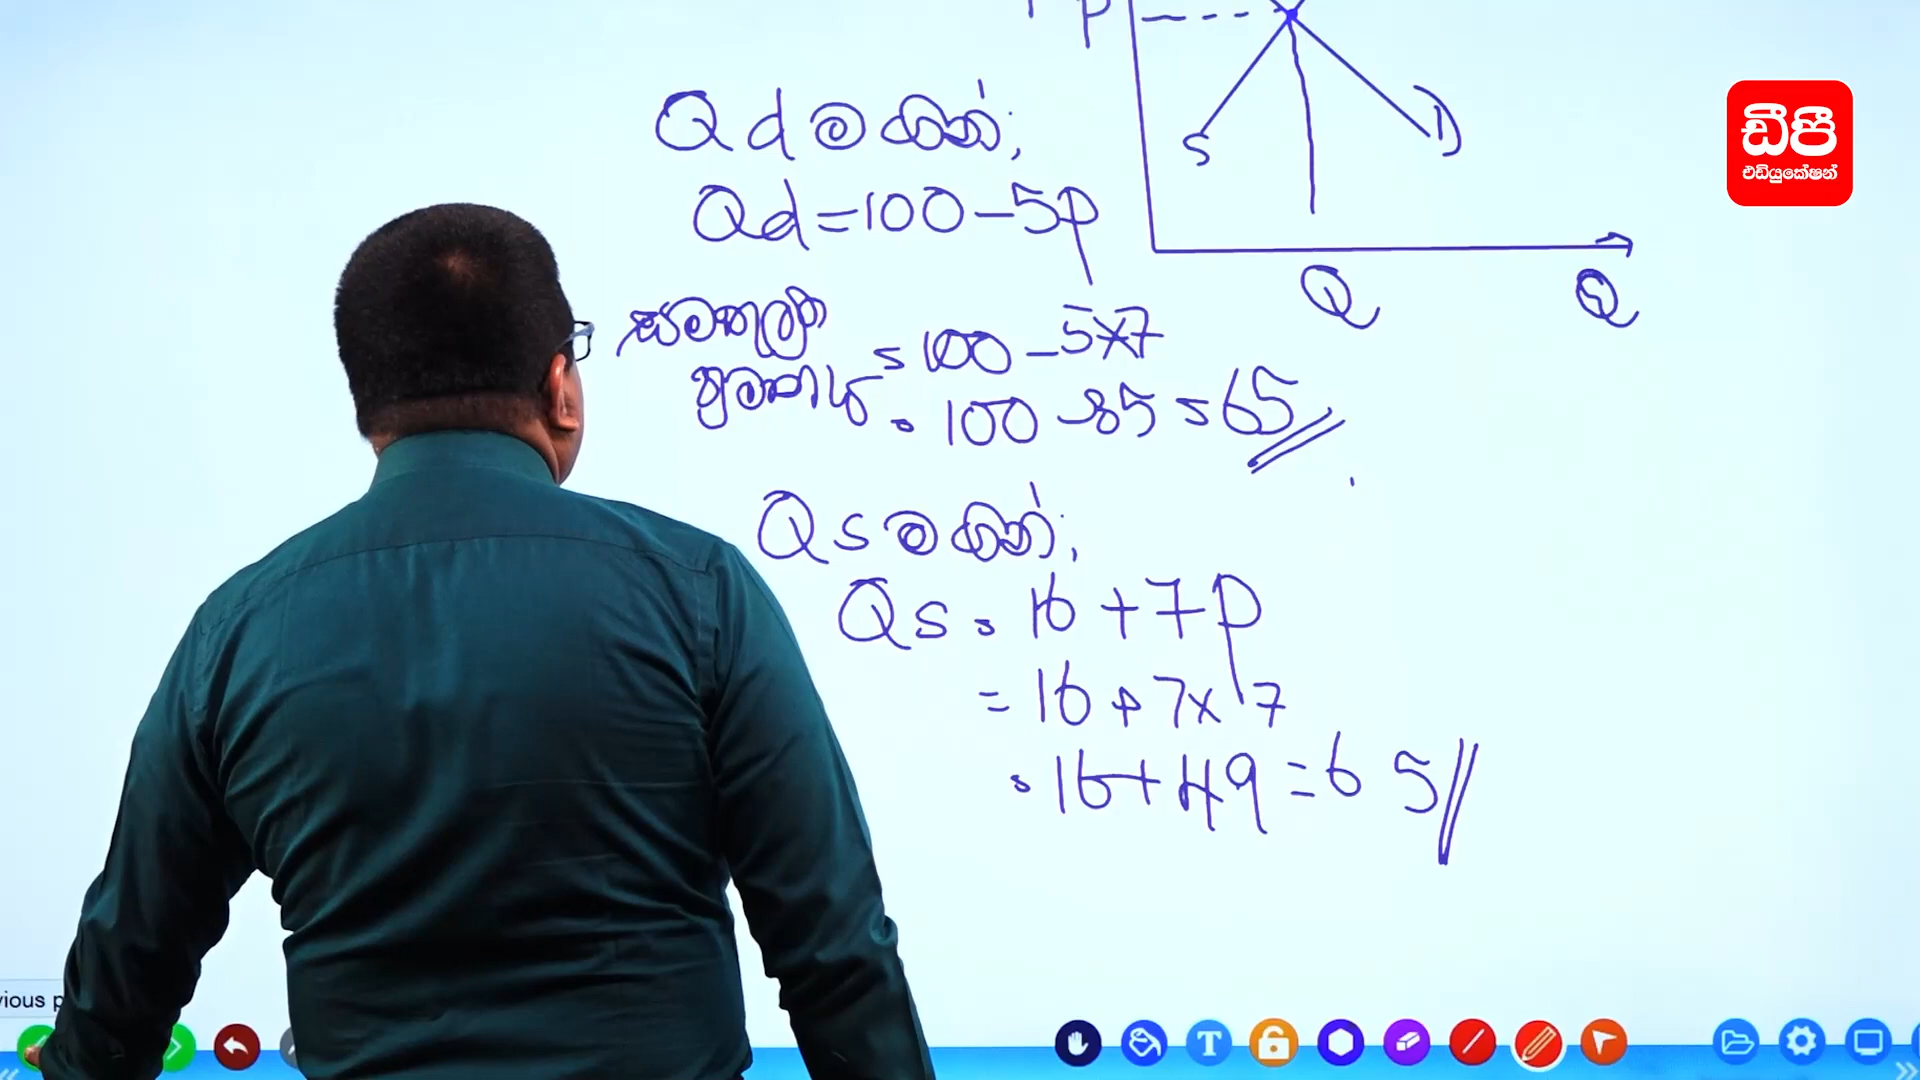 P
S
D
Q
Q
Qd මගින්;
Qd=100-5p
සමතුලිත
ප්‍රමාණය = 100-5x7
= 100-35 = 65
Qs මගින්;
Qs = 16+7p
= 16+7x7
= 16+49 = 65
ඩීපී
එඩියුකේෂන්
vious p
T